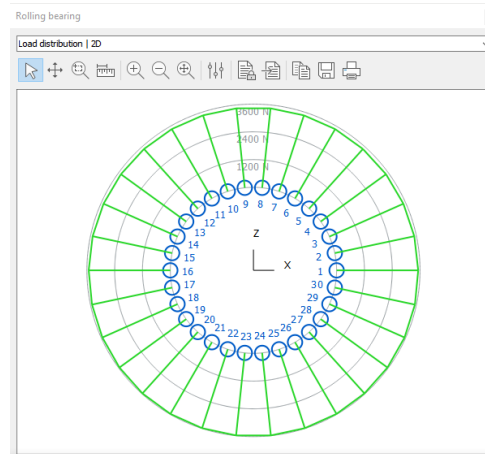 Rolling bearing
Load distribution | 2D
3600 N
2400 N
1200 N
9 8
10 7
11 6
12 5
13 4
14 3
15 2
Z
X
16 1
17 30
18 29
19 28
20 27
21 26
22 23 24 25